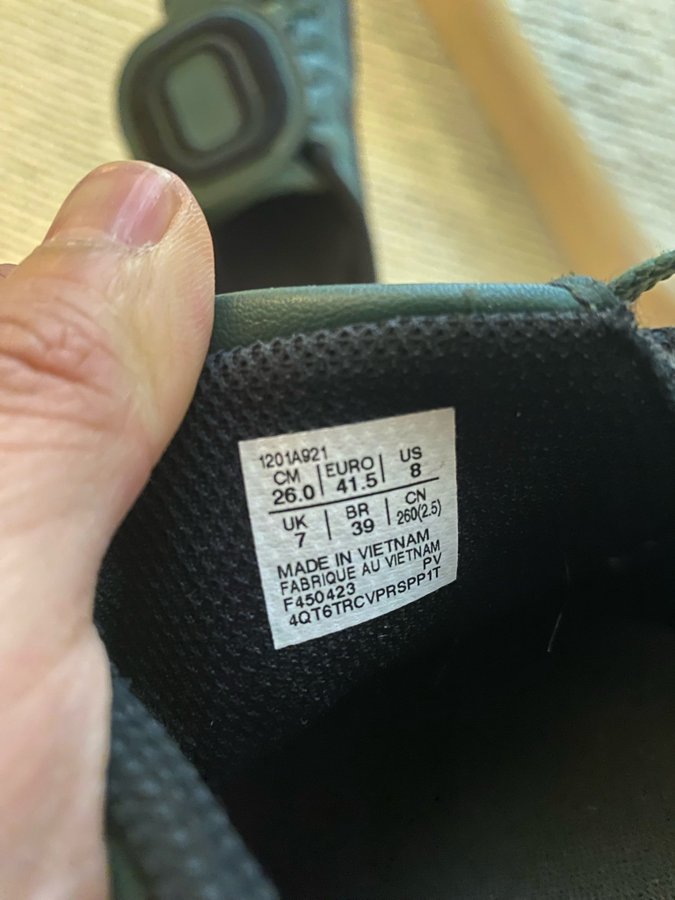 1201A921
CM | EURO | US
26.0 | 41.5 | 8
UK | BR | CN
7 | 39 | 260(2.5)
MADE IN VIETNAM
FABRIQUE AU VIETNAM
F450423 PV
4QT6TRCVPRSPP1T